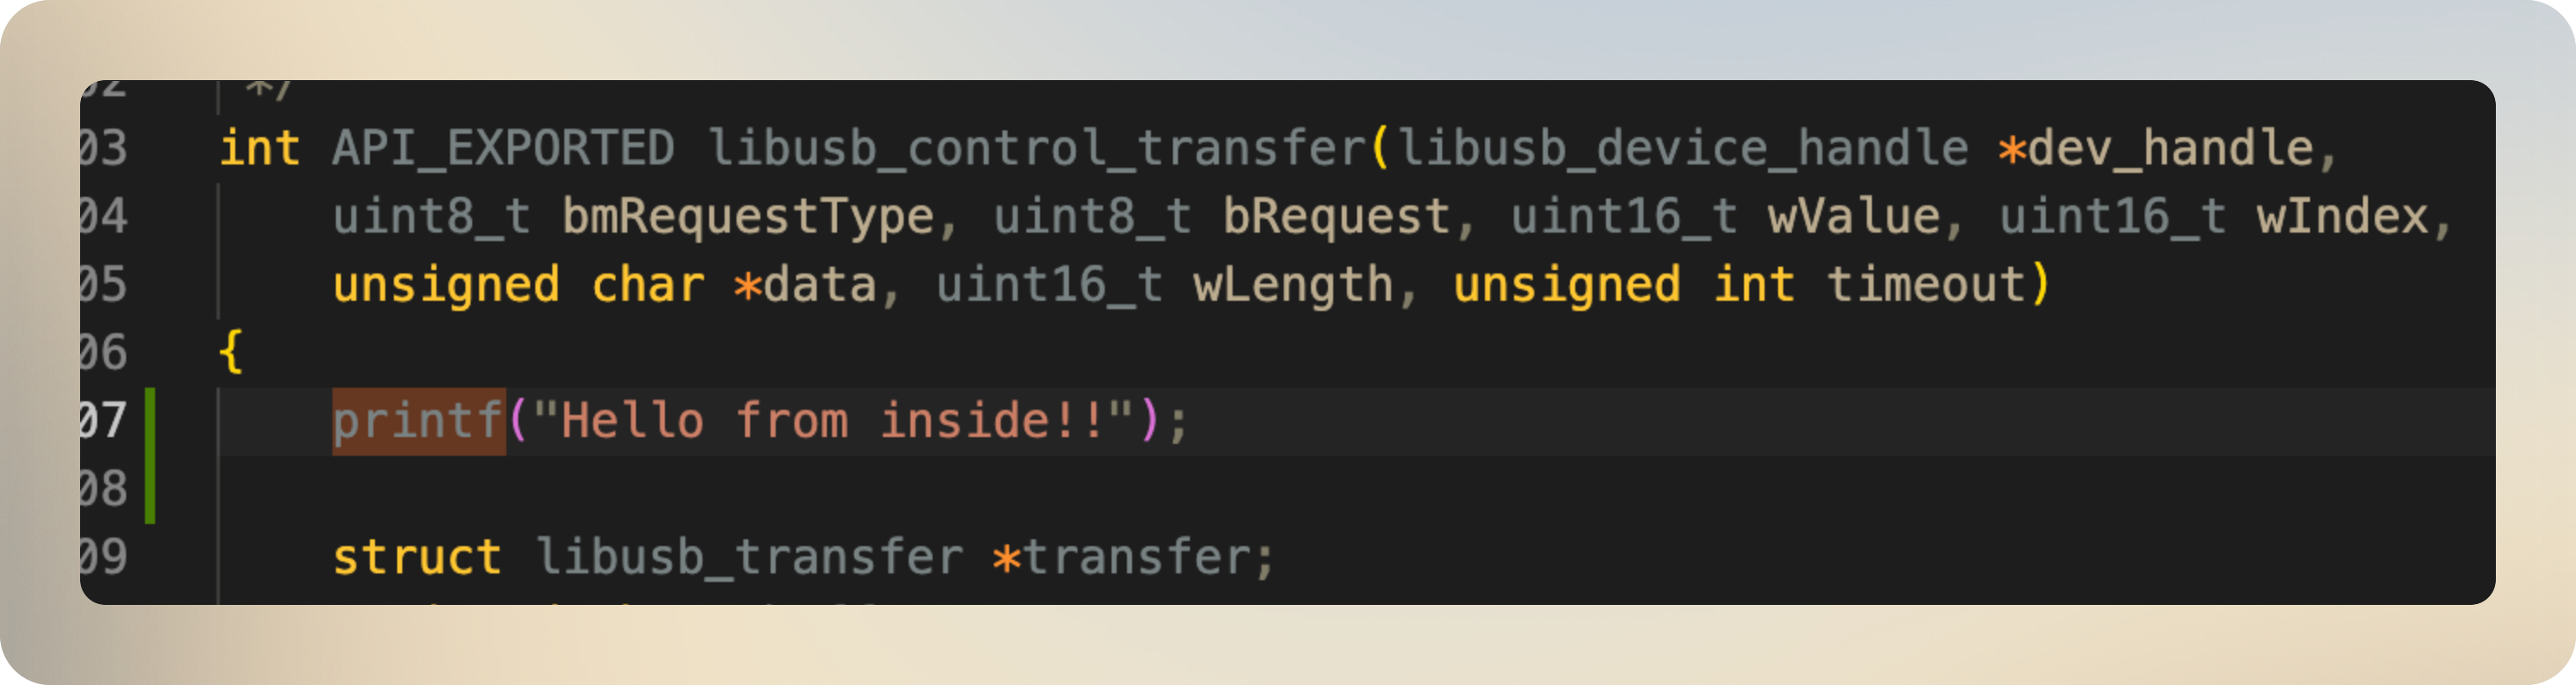 02 */
03 int API_EXPORTED libusb_control_transfer(libusb_device_handle *dev_handle,
04 uint8_t bmRequestType, uint8_t bRequest, uint16_t wValue, uint16_t wIndex,
05 unsigned char *data, uint16_t wLength, unsigned int timeout)
06 {
07 printf("Hello from inside!!");
08
09 struct libusb_transfer *transfer;